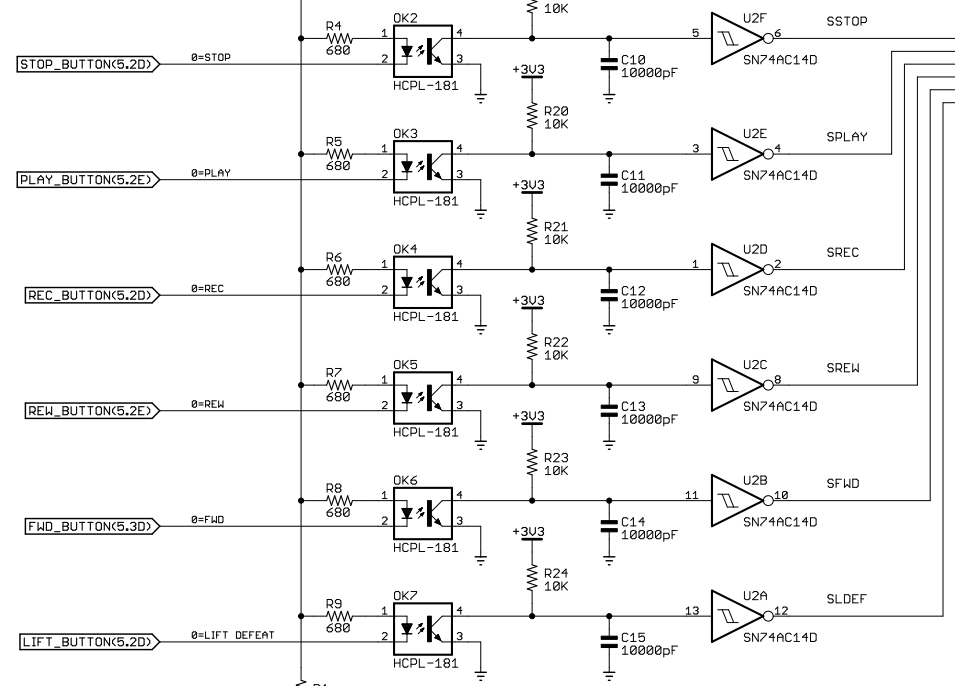 10K
R4
680
OK2
1
2
4
3
HCPL-181
STOP_BUTTON(5.2D)
0=STOP
C10
10000pF
5
U2F
6
SN74AC14D
SSTOP
+3V3
R20
10K
R5
680
OK3
1
2
4
3
HCPL-181
PLAY_BUTTON(5.2E)
0=PLAY
C11
10000pF
3
U2E
4
SN74AC14D
SPLAY
+3V3
R21
10K
R6
680
OK4
1
2
4
3
HCPL-181
REC_BUTTON(5.2D)
0=REC
C12
10000pF
1
U2D
2
SN74AC14D
SREC
+3V3
R22
10K
R7
680
OK5
1
2
4
3
HCPL-181
REW_BUTTON(5.2E)
0=REW
C13
10000pF
9
U2C
8
SN74AC14D
SREW
+3V3
R23
10K
R8
680
OK6
1
2
4
3
HCPL-181
FWD_BUTTON(5.3D)
0=FWD
C14
10000pF
11
U2B
10
SN74AC14D
SFWD
+3V3
R24
10K
R9
680
OK7
1
2
4
3
HCPL-181
LIFT_BUTTON(5.2D)
0=LIFT DEFEAT
C15
10000pF
13
U2A
12
SN74AC14D
SLDEF